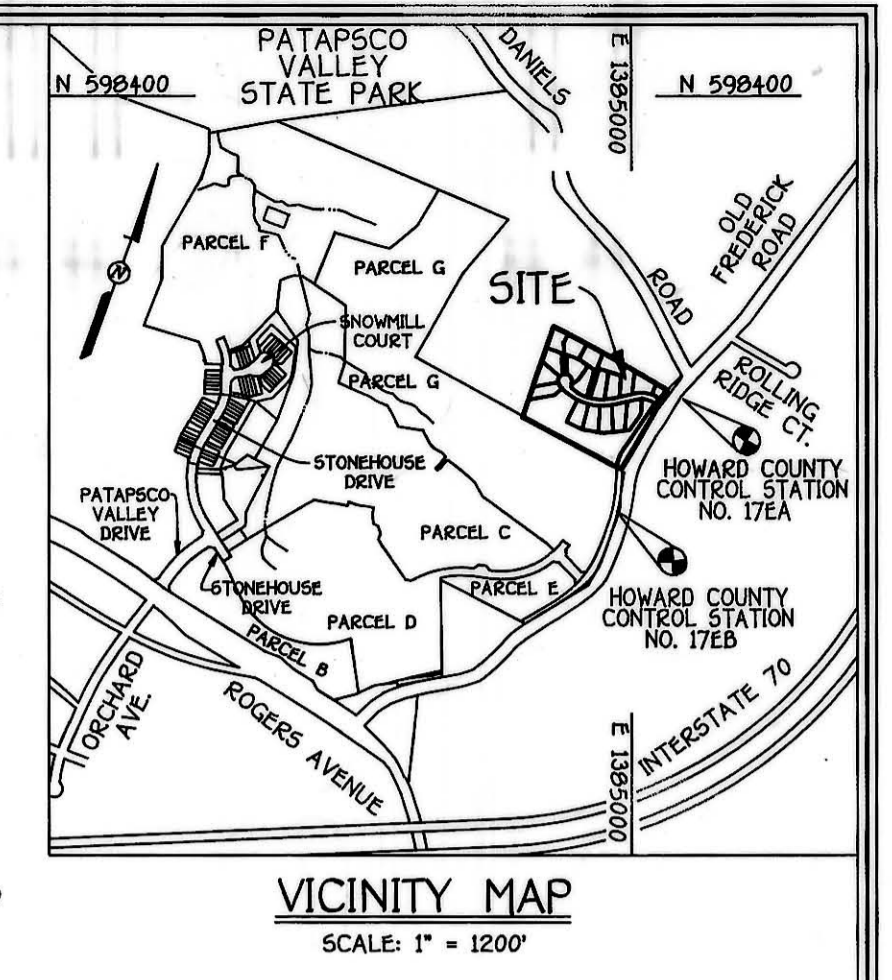 PATAPSCO
VALLEY
STATE PARK
N 598400
DANIELS
ROAD
E 1385000
N 598400
OLD
FREDERICK
ROAD
PARCEL F
PARCEL G
SITE
N
SNOWMILL
COURT
PARCEL G
ROLLING
RIDGE CT.
HOWARD COUNTY
CONTROL STATION
NO. 17EA
STONEHOUSE
DRIVE
PATAPSCO
VALLEY
DRIVE
PARCEL C
STONEHOUSE
DRIVE
PARCEL E
HOWARD COUNTY
CONTROL STATION
NO. 17EB
PARCEL D
PARCEL B
ORCHARD
AVE.
ROGERS AVENUE
E 1385000
INTERSTATE 70
VICINITY MAP
SCALE: 1" = 1200'